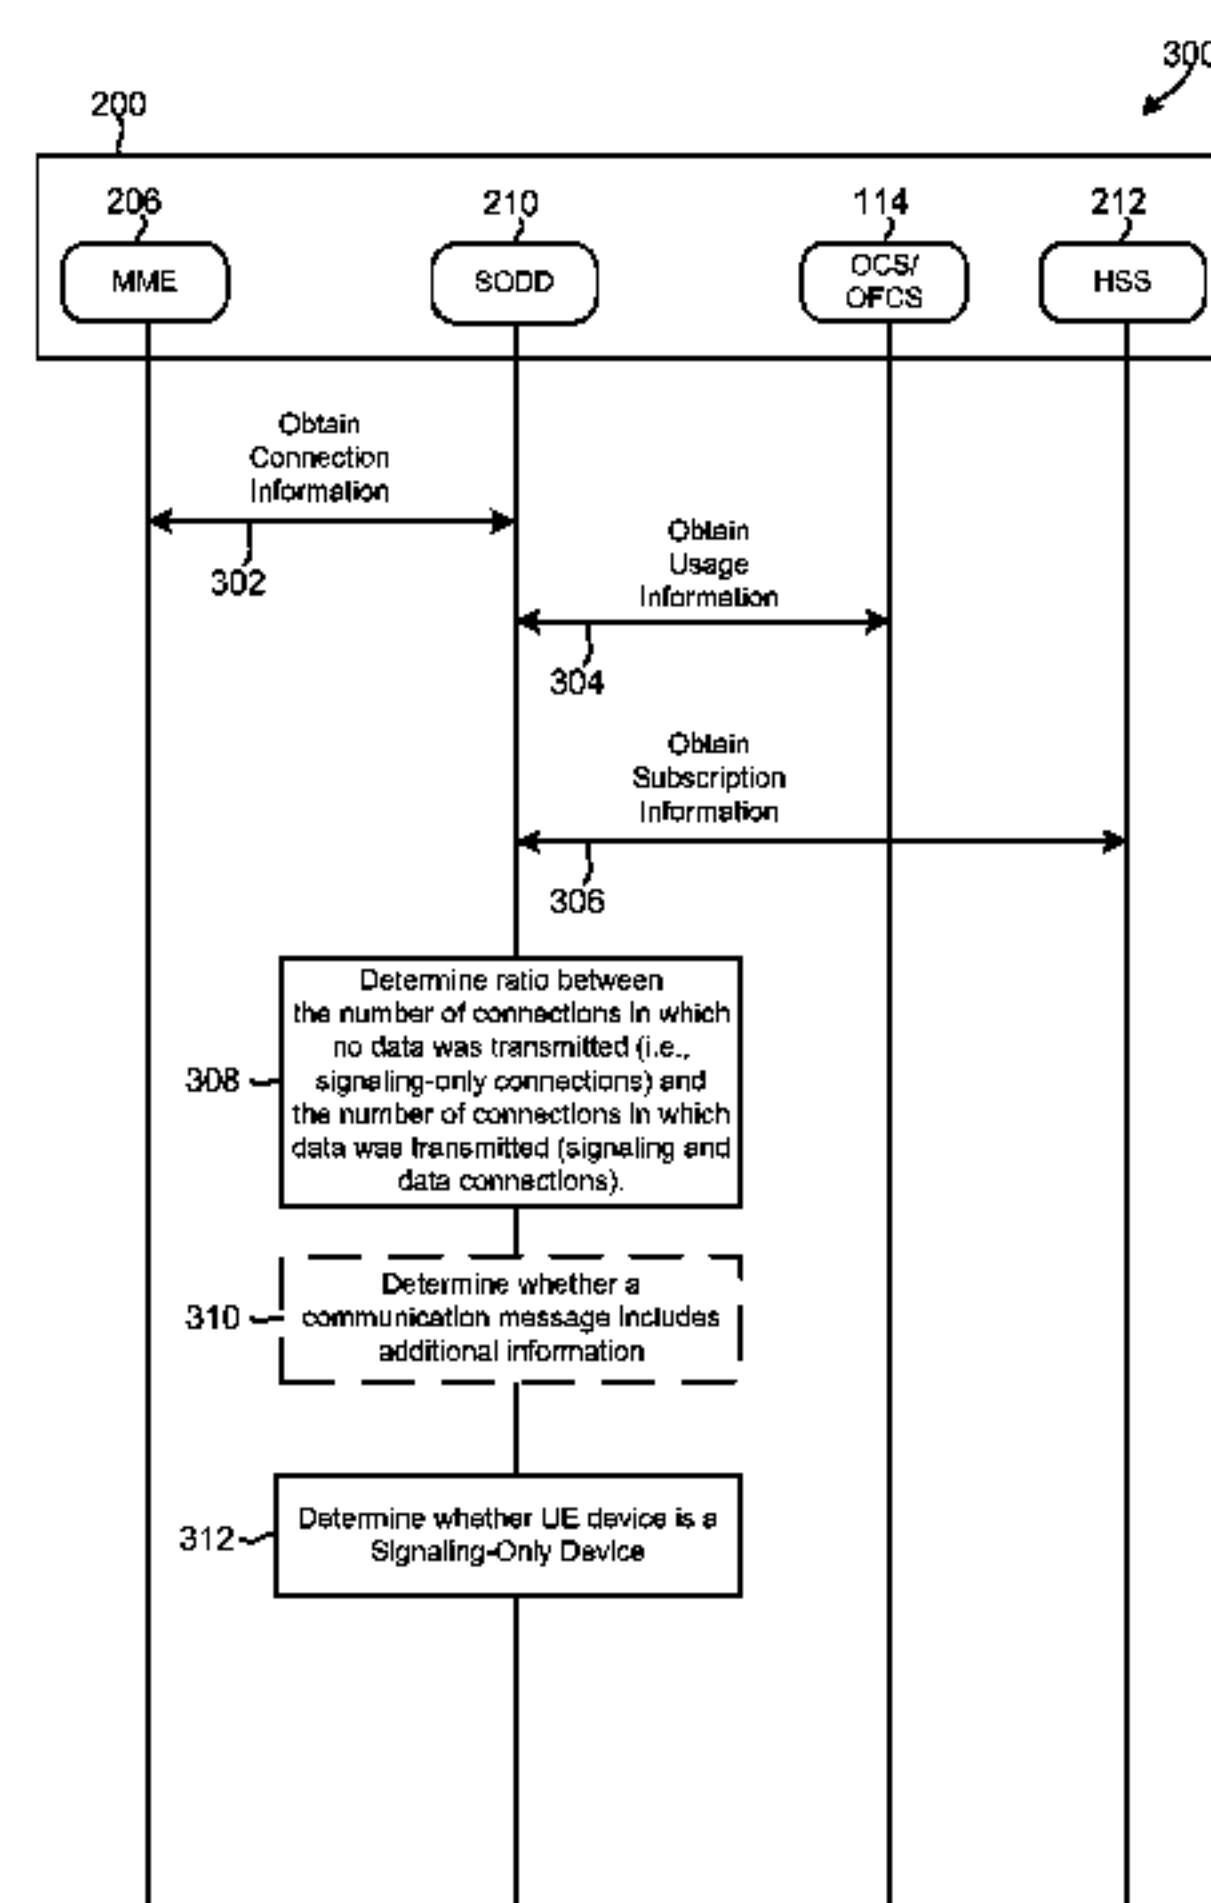 300
200
206
210
114
212
MME
SODD
OCS/
OFCS
HSS
Obtain
Connection
Information
302
Obtain
Usage
Information
304
Obtain
Subscription
Information
306
Determine ratio between
the number of connections in which
no data was transmitted (i.e.,
signaling-only connections) and
the number of connections in which
data was transmitted (signaling and
data connections).
308
Determine whether a
communication message includes
additional information
310
Determine whether UE device is a
Signaling-Only Device
312